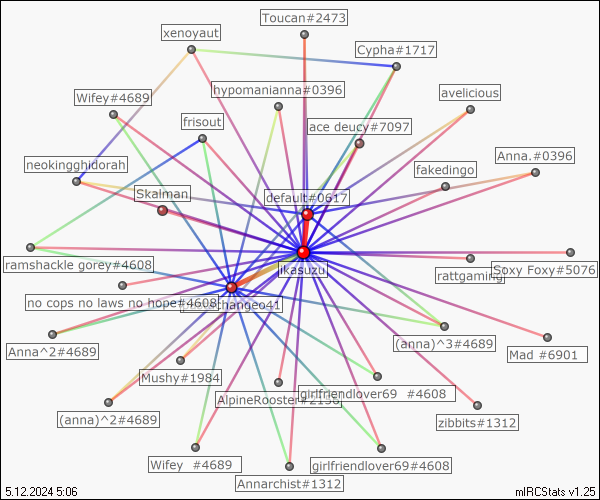 Toucan#2473
xenoyaut
Cypha#1717
hypomanianna#0396
avelicious
Wifey#4689
frisout
ace deucy#7097
Anna.#0396
neokingghidorah
fakedingo
Skalman
default#0617
ramshackle gorey#4608
ikasuzu
rattgaming
Soxy Foxy#5076
no cops no laws no hope#4608
changeo41
Anna^2#4689
(anna)^3#4689
Mad #6901
Mushy#1984
AlpineRooster#2150
girlfriendlover69 #4608
(anna)^2#4689
zibbits#1312
Wifey #4689
girlfriendlover69#4608
Annarchist#1312
5.12.2024 5:06
mIRCStats v1.25